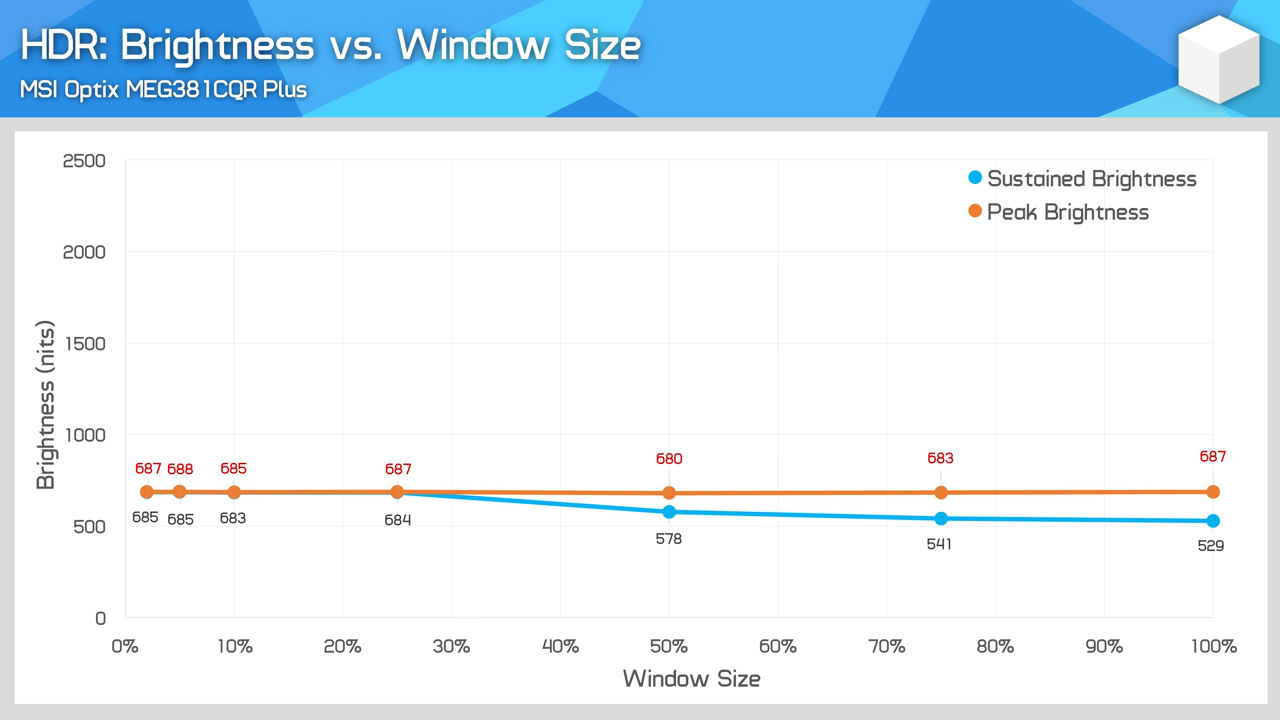 HDR: Brightness vs. Window Size
MSI Optix MEG381CQR Plus
Sustained Brightness
Peak Brightness
Brightness (nits)
2500
2000
1500
1000
500
0
687 688 685 687 680 683 687
685 685 683 684 578 541 529
0% 10% 20% 30% 40% 50% 60% 70% 80% 90% 100%
Window Size